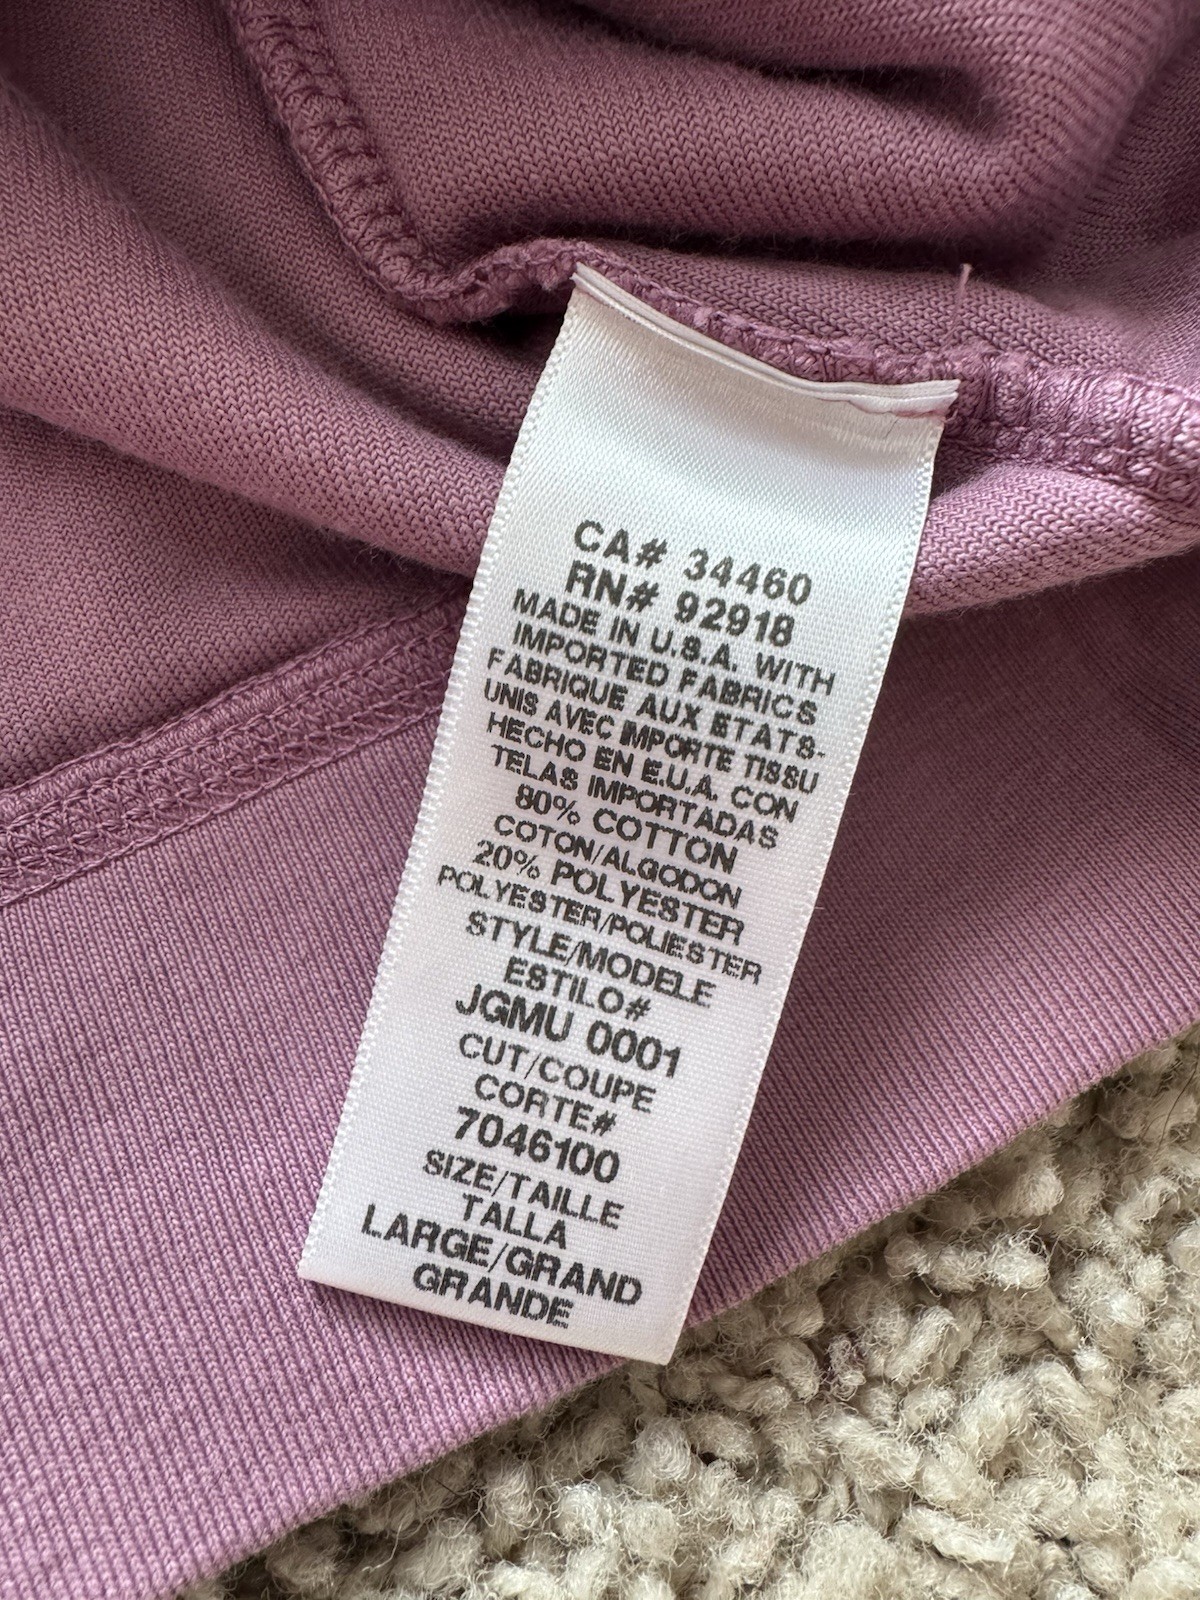 CA# 34460
RN# 92918
MADE IN U.S.A. WITH
IMPORTED FABRICS
FABRIQUE AUX ETATS-
UNIS AVEC IMPORTE TISSU
HECHO EN E.U.A. CON
TELAS IMPORTADAS
80% COTTON
COTON/ALGODON
20% POLYESTER
POLYESTER/POLIESTER
STYLE/MODELE
ESTILO#
JGMU 0001
CUT/COUPE
CORTE#
7046100
SIZE/TAILLE
TALLA
LARGE/GRAND
GRANDE